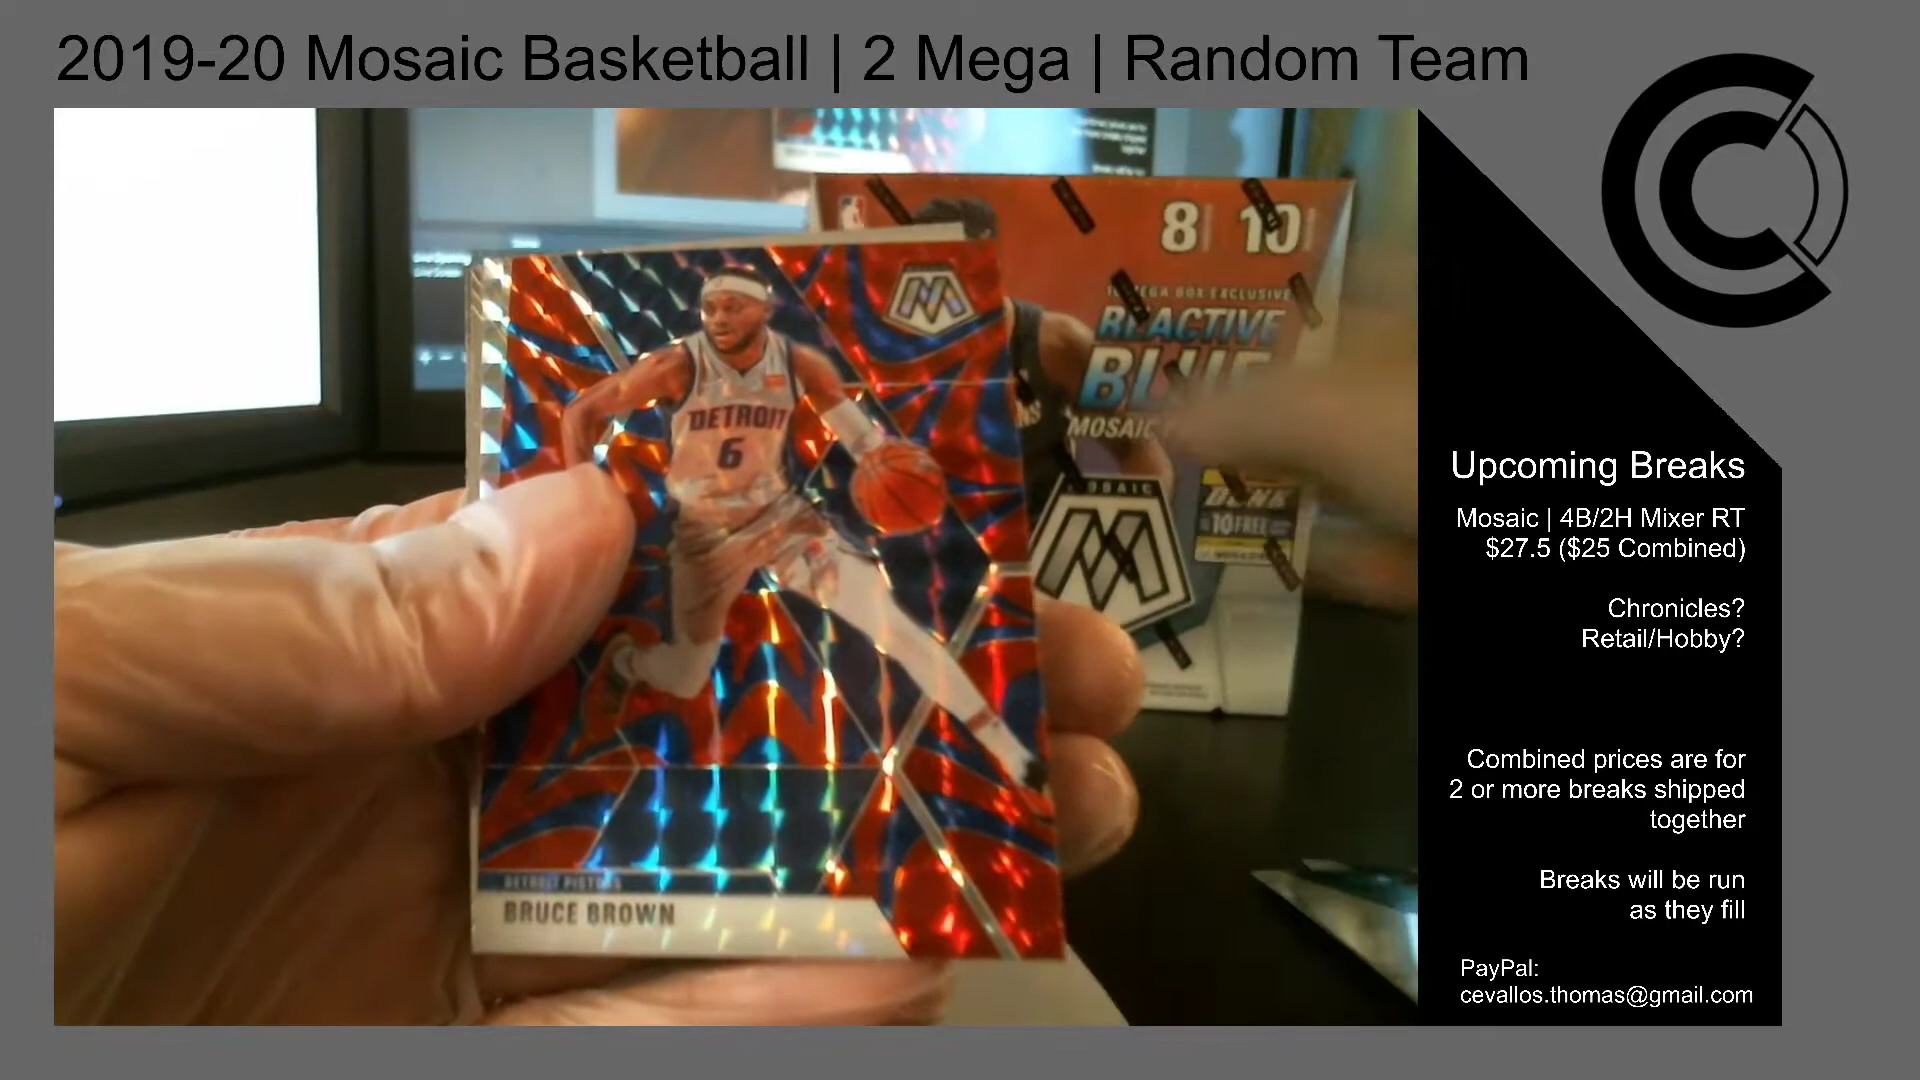 2019-20 Mosaic Basketball | 2 Mega | Random Team
8 10
MEGA BOX EXCLUSIVE
REACTIVE
BLUE
MOSAIC
MOSAIC
10 FREE
DETROIT
6
DETROIT PISTONS
BRUCE BROWN
Upcoming Breaks
Mosaic | 4B/2H Mixer RT
$27.5 ($25 Combined)
Chronicles?
Retail/Hobby?
Combined prices are for
2 or more breaks shipped
together
Breaks will be run
as they fill
PayPal:
cevallos.thomas@gmail.com